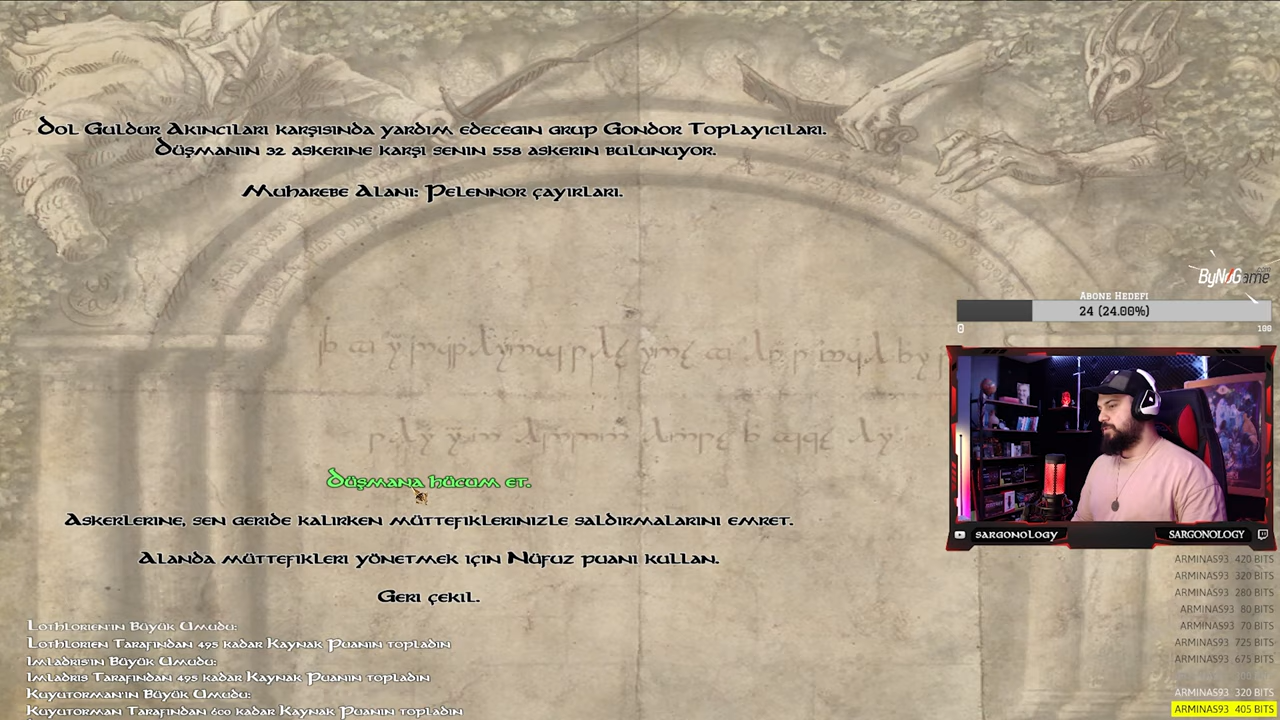 Dol Guldur Akıncıları karşısında yardım edeceğin grup Gondor Toplayıcıları.
Düşmanın 32 askerine karşı senin 558 askerin bulunuyor.
Muharebe Alanı: Pelennor çayırları.
Düşmana hücum et.
Askerlerine, sen geride kalırken müttefiklerinizle saldırmalarını emret.
Alanda müttefikleri yönetmek için Nüfuz puanı kullan.
Geri çekil.
Lothlorien'in Büyük Umudu:
Lothlorien Tarafından 495 kadar Kaynak Puanın topladın
Imladris'in Büyük Umudu:
Imladris Tarafından 495 kadar Kaynak Puanın topladın
Kuyutorman'ın Büyük Umudu:
Kuyutorman Tarafından 600 kadar Kaynak Puanın topladın
ByNoGame.com
Abone Hedefi
24 (24.00%)
0 100
SARGONOLOGY SARGONOLOGY
ARMINAS93 420 BITS
ARMINAS93 320 BITS
ARMINAS93 280 BITS
ARMINAS93 80 BITS
ARMINAS93 70 BITS
ARMINAS93 725 BITS
ARMINAS93 675 BITS
ARMINAS93 320 BITS
ARMINAS93 405 BITS